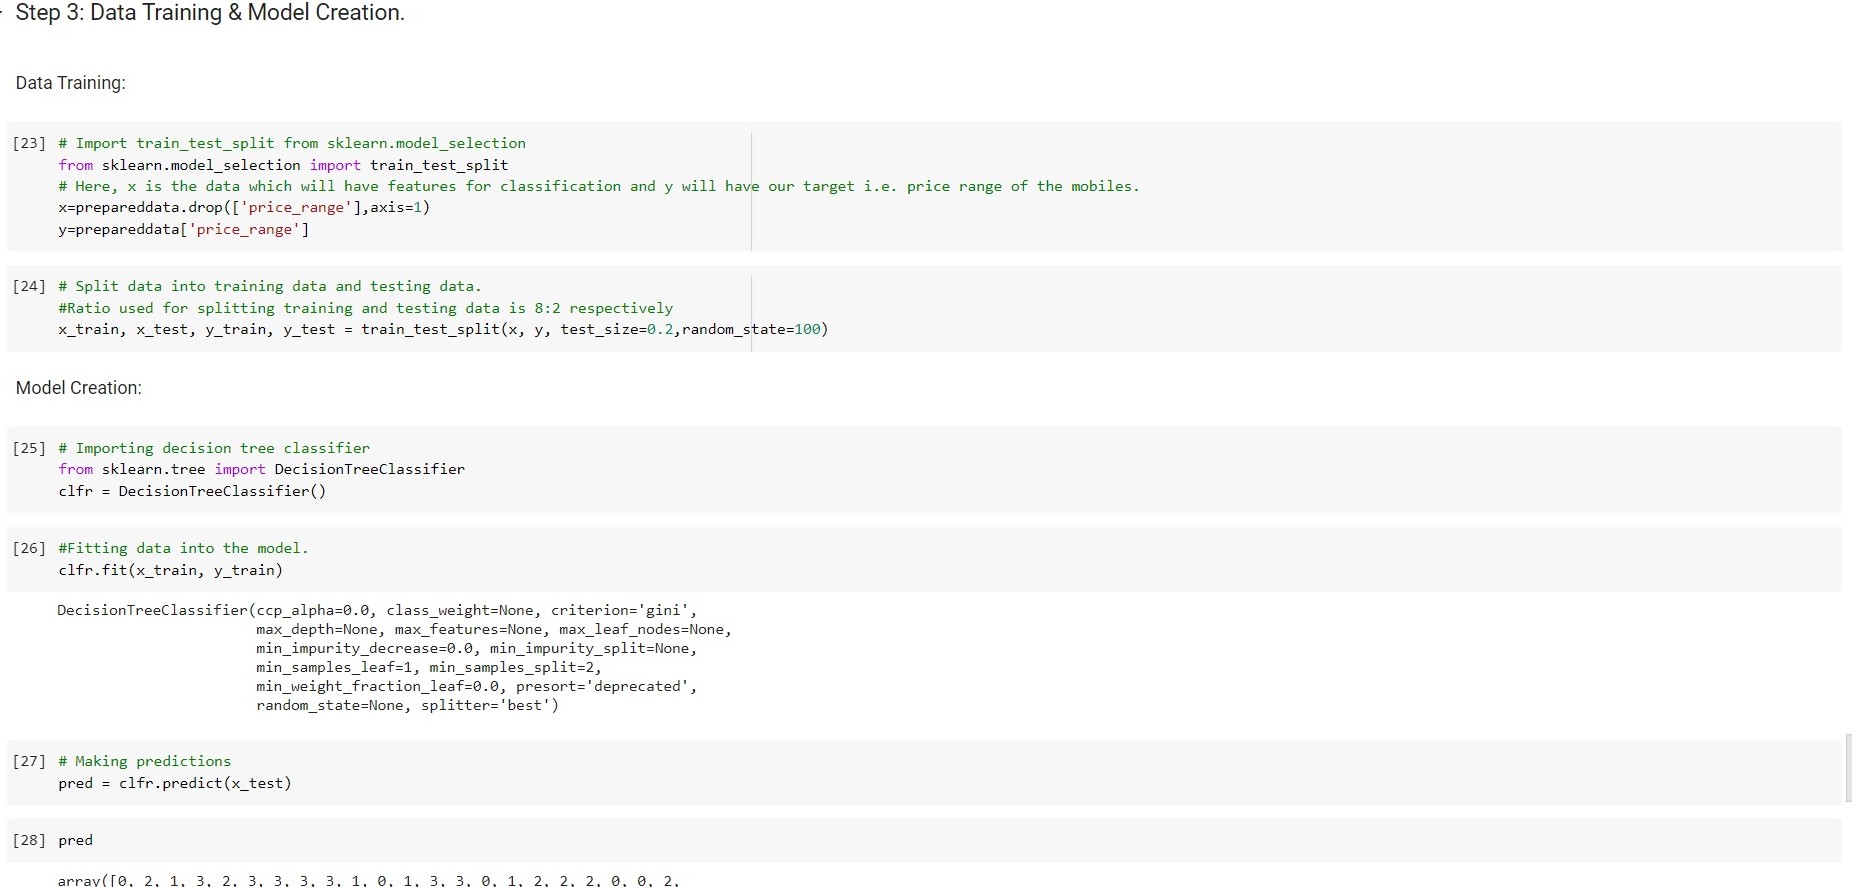 Step 3: Data Training & Model Creation.
Data Training:
[23] # Import train_test_split from sklearn.model_selection
from sklearn.model_selection import train_test_split
# Here, x is the data which will have features for classification and y will have our target i.e. price range of the mobiles.
x=prepareddata.drop(['price_range'],axis=1)
y=prepareddata['price_range']
[24] # Split data into training data and testing data.
#Ratio used for splitting training and testing data is 8:2 respectively
x_train, x_test, y_train, y_test = train_test_split(x, y, test_size=0.2,random_state=100)
Model Creation:
[25] # Importing decision tree classifier
from sklearn.tree import DecisionTreeClassifier
clfr = DecisionTreeClassifier()
[26] #Fitting data into the model.
clfr.fit(x_train, y_train)
DecisionTreeClassifier(ccp_alpha=0.0, class_weight=None, criterion='gini',
max_depth=None, max_features=None, max_leaf_nodes=None,
min_impurity_decrease=0.0, min_impurity_split=None,
min_samples_leaf=1, min_samples_split=2,
min_weight_fraction_leaf=0.0, presort='deprecated',
random_state=None, splitter='best')
[27] # Making predictions
pred = clfr.predict(x_test)
[28] pred
array([0, 2, 1, 3, 2, 3, 3, 3, 3, 1, 0, 1, 3, 3, 0, 1, 2, 2, 2, 0, 0, 2,